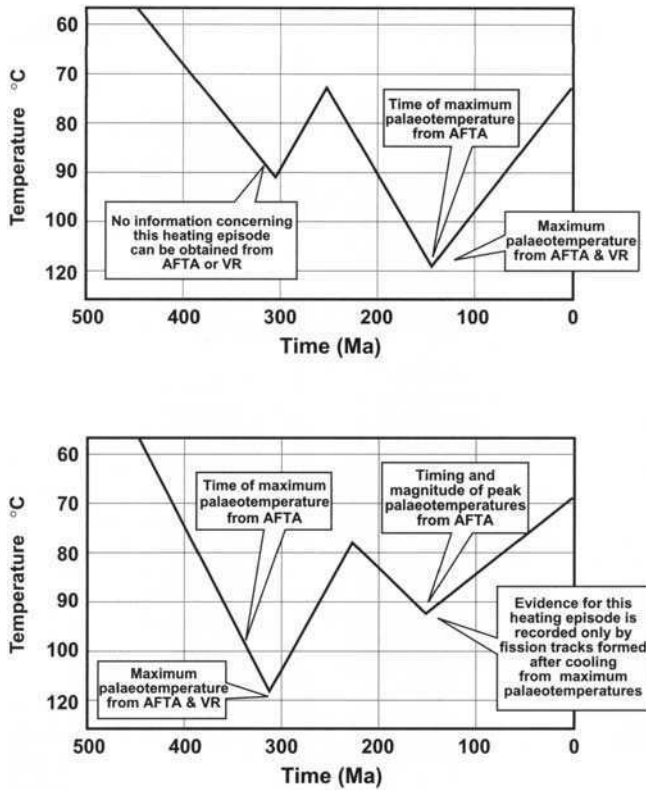 60
70
80
90
100
110
120
Temperature °C
500
400
300
200
100
0
Time (Ma)
Time of maximum
palaeotemperature
from AFTA
No information concerning
this heating episode
can be obtained from
AFTA or VR
Maximum
palaeotemperature
from AFTA & VR
60
70
80
90
100
110
120
Temperature °C
500
400
300
200
100
0
Time (Ma)
Time of maximum
palaeotemperature
from AFTA
Timing and
magnitude of peak
palaeotemperatures
from AFTA
Maximum
palaeotemperature
from AFTA & VR
Evidence for this
heating episode is
recorded only by
fission tracks formed
after cooling
from maximum
palaeotemperatures